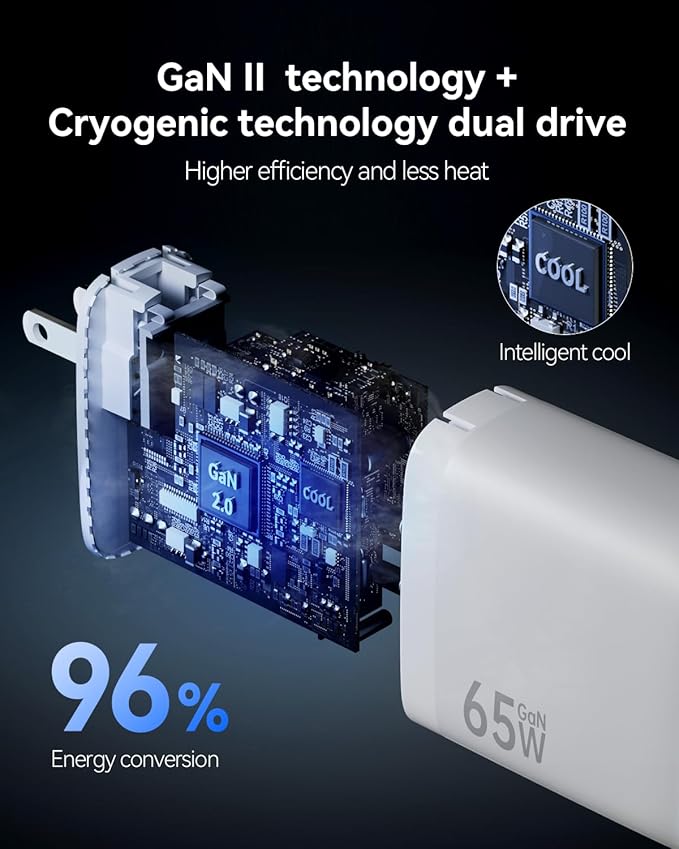 GaN II technology +
Cryogenic technology dual drive
Higher efficiency and less heat
R100
COOL
Intelligent cool
GaN
2.0
COOL
96%
Energy conversion
65W
GaN